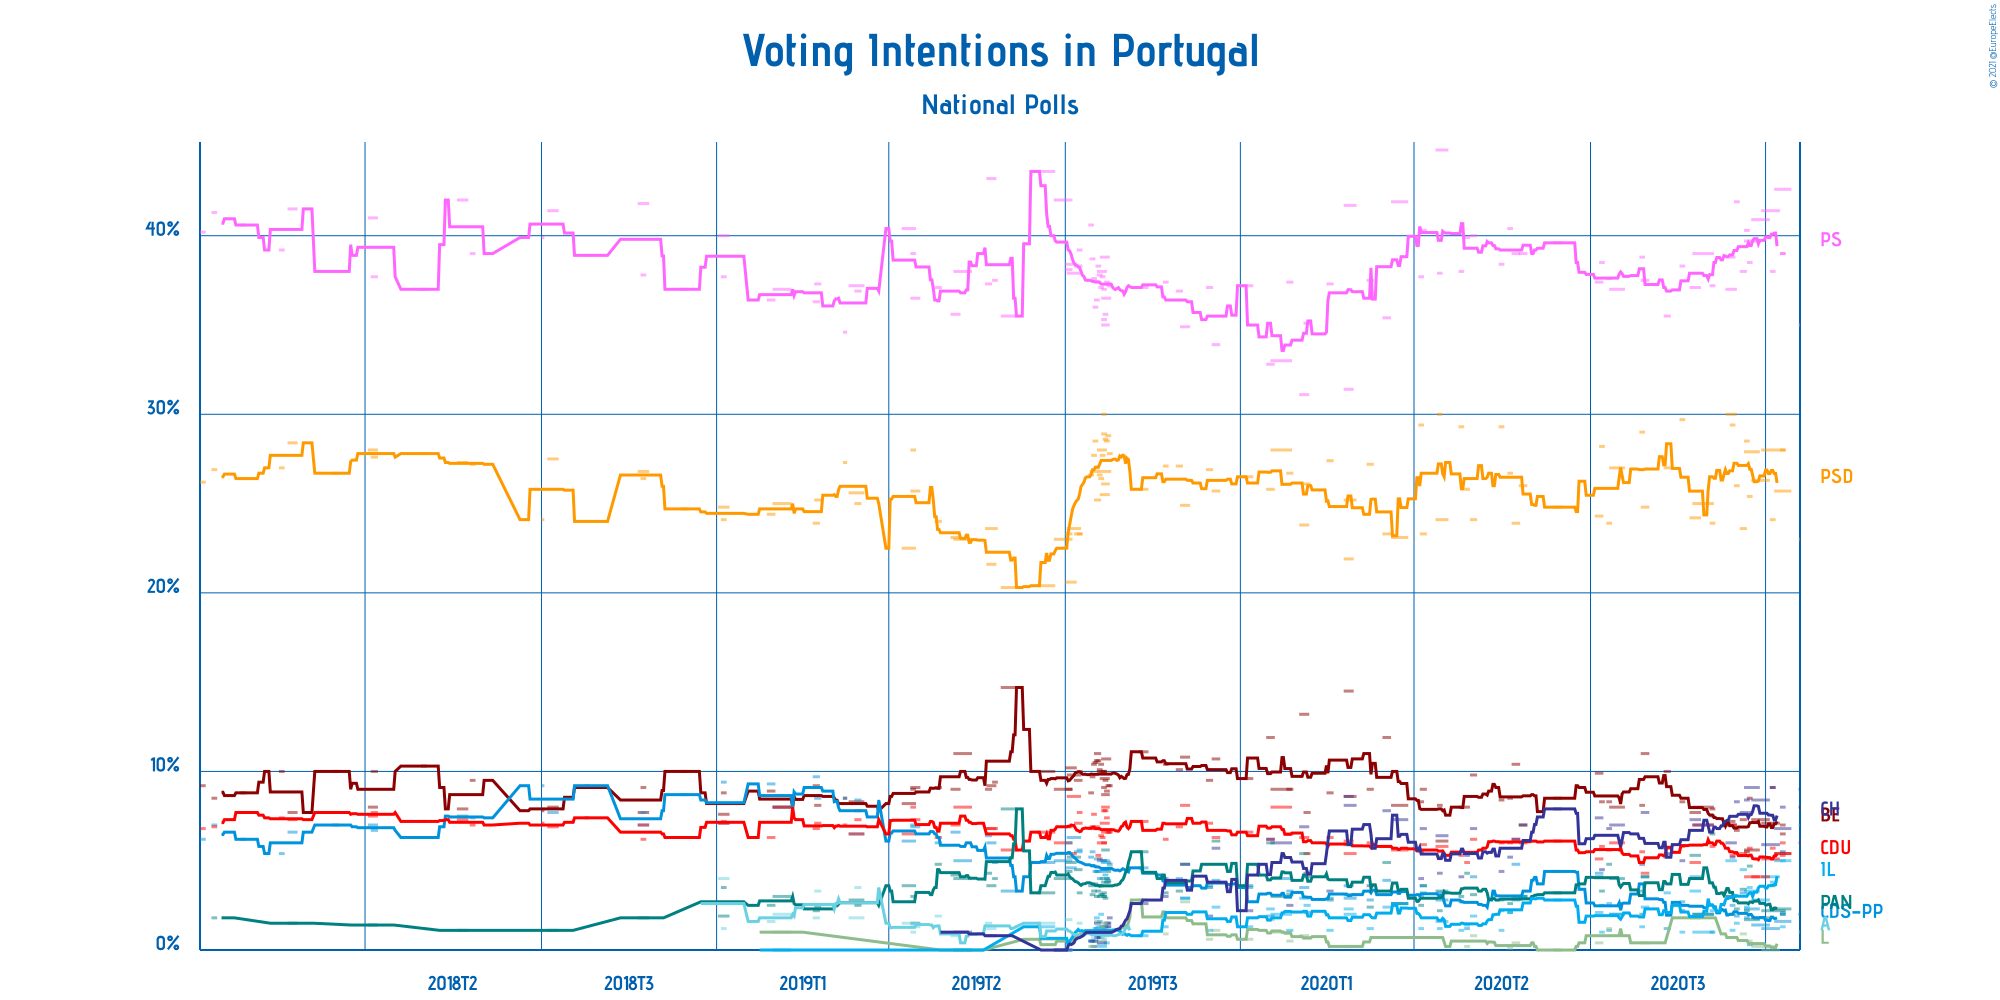 © 2021 @EuropeElects
Voting Intentions in Portugal
National Polls
40%
30%
20%
10%
0%
PS
PSD
CH
BE
CDU
IL
PAN
CDS-PP
A
L
2018T2
2018T3
2019T1
2019T2
2019T3
2020T1
2020T2
2020T3